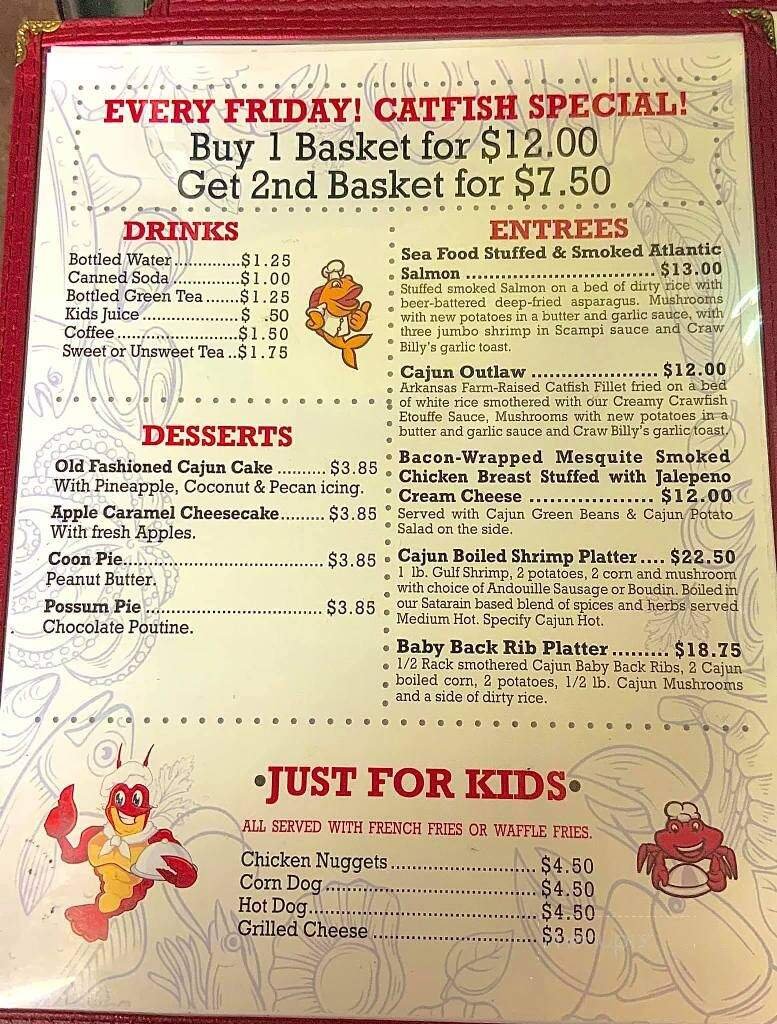 EVERY FRIDAY! CATFISH SPECIAL!
Buy 1 Basket for $12.00
Get 2nd Basket for $7.50
DRINKS
Bottled Water.............$1.25
Canned Soda.................$1.00
Bottled Green Tea.......$1.25
Kids Juice...................$ .50
Coffee..........................$1.50
Sweet or Unsweet Tea..$1.75
DESSERTS
Old Fashioned Cajun Cake .......... $3.85
With Pineapple, Coconut & Pecan icing.
Apple Caramel Cheesecake......... $3.85
With fresh Apples.
Coon Pie......................................... $3.85
Peanut Butter.
Possum Pie .................................... $3.85
Chocolate Poutine.
ENTREES
Sea Food Stuffed & Smoked Atlantic
Salmon ............................. $13.00
Stuffed smoked Salmon on a bed of dirty rice with
beer-battered deep-fried asparagus. Mushrooms
with new potatoes in a butter and garlic sauce, with
three jumbo shrimp in Scampi sauce and Craw
Billy's garlic toast.
Cajun Outlaw ..................... $12.00
Arkansas Farm-Raised Catfish Fillet fried on a bed
of white rice smothered with our Creamy Crawfish
Etouffe Sauce, Mushrooms with new potatoes in a
butter and garlic sauce and Craw Billy's garlic toast.
Bacon-Wrapped Mesquite Smoked
Chicken Breast Stuffed with Jalepeno
Cream Cheese .................. $12.00
Served with Cajun Green Beans & Cajun Potato
Salad on the side.
Cajun Boiled Shrimp Platter.... $22.50
1 lb. Gulf Shrimp, 2 potatoes, 2 corn and mushroom
with choice of Andouille Sausage or Boudin. Boiled in
our Satarain based blend of spices and herbs served
Medium Hot. Specify Cajun Hot.
Baby Back Rib Platter......... $18.75
1/2 Rack smothered Cajun Baby Back Ribs, 2 Cajun
boiled corn, 2 potatoes, 1/2 lb. Cajun Mushrooms
and a side of dirty rice.
•JUST FOR KIDS•
ALL SERVED WITH FRENCH FRIES OR WAFFLE FRIES.
Chicken Nuggets........................... $4.50
Corn Dog....................................... $4.50
Hot Dog.......................................... $4.50
Grilled Cheese ............................... $3.50